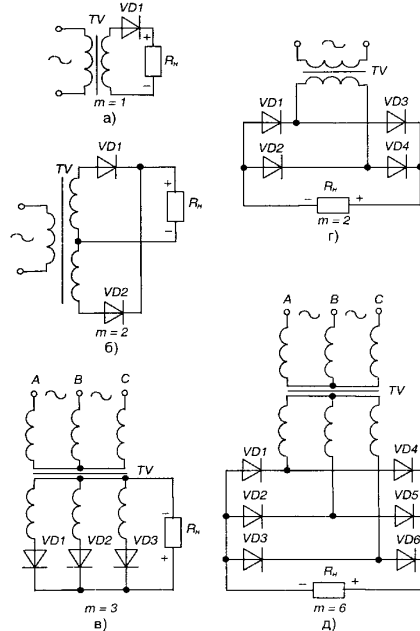 TV
VD1
+
Rн
−
m = 1
а)
TV
VD1
+
Rн
−
VD2
m = 2
б)
A B C
TV
VD1 VD2 VD3
−
Rн
+
m = 3
в)
TV
VD1 VD3
VD2 VD4
− Rн +
m = 2
г)
A B C
TV
VD1 VD4
VD2 VD5
VD3 VD6
− Rн +
m = 6
д)